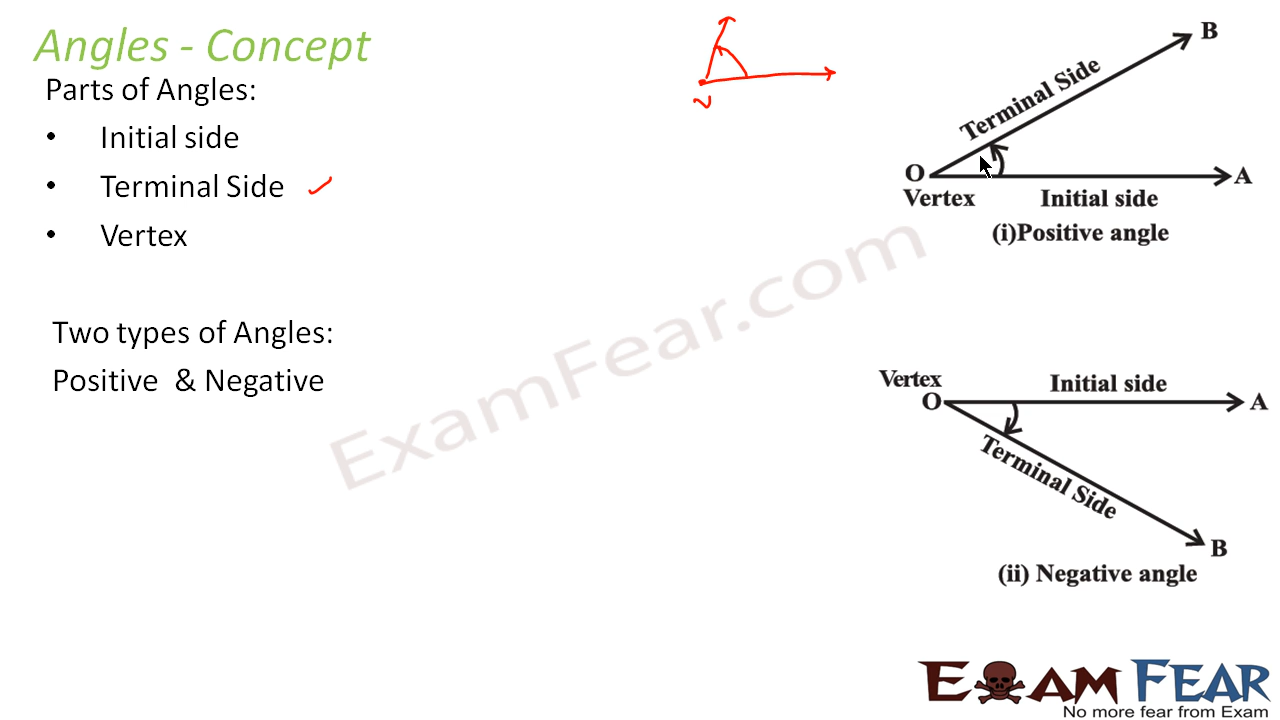 Angles - Concept
Parts of Angles:
• Initial side
• Terminal Side
• Vertex
Two types of Angles:
Positive & Negative
B
Terminal Side
O
A
Vertex
Initial side
(i)Positive angle
Vertex
Initial side
O
A
Terminal Side
B
(ii) Negative angle
ExamFear.com
EXAM FEAR
No more fear from Exam